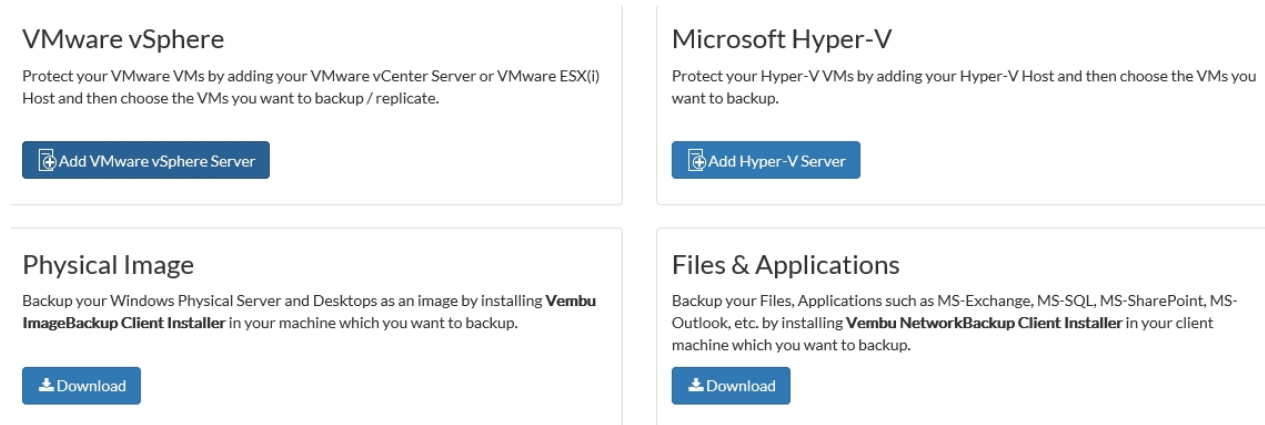 VMware vSphere
Protect your VMware VMs by adding your VMware vCenter Server or VMware ESX(i)
Host and then choose the VMs you want to backup / replicate.
Add VMware vSphere Server
Microsoft Hyper-V
Protect your Hyper-V VMs by adding your Hyper-V Host and then choose the VMs you
want to backup.
Add Hyper-V Server
Physical Image
Backup your Windows Physical Server and Desktops as an image by installing Vembu
ImageBackup Client Installer in your machine which you want to backup.
Download
Files & Applications
Backup your Files, Applications such as MS-Exchange, MS-SQL, MS-SharePoint, MS-
Outlook, etc. by installing Vembu NetworkBackup Client Installer in your client
machine which you want to backup.
Download